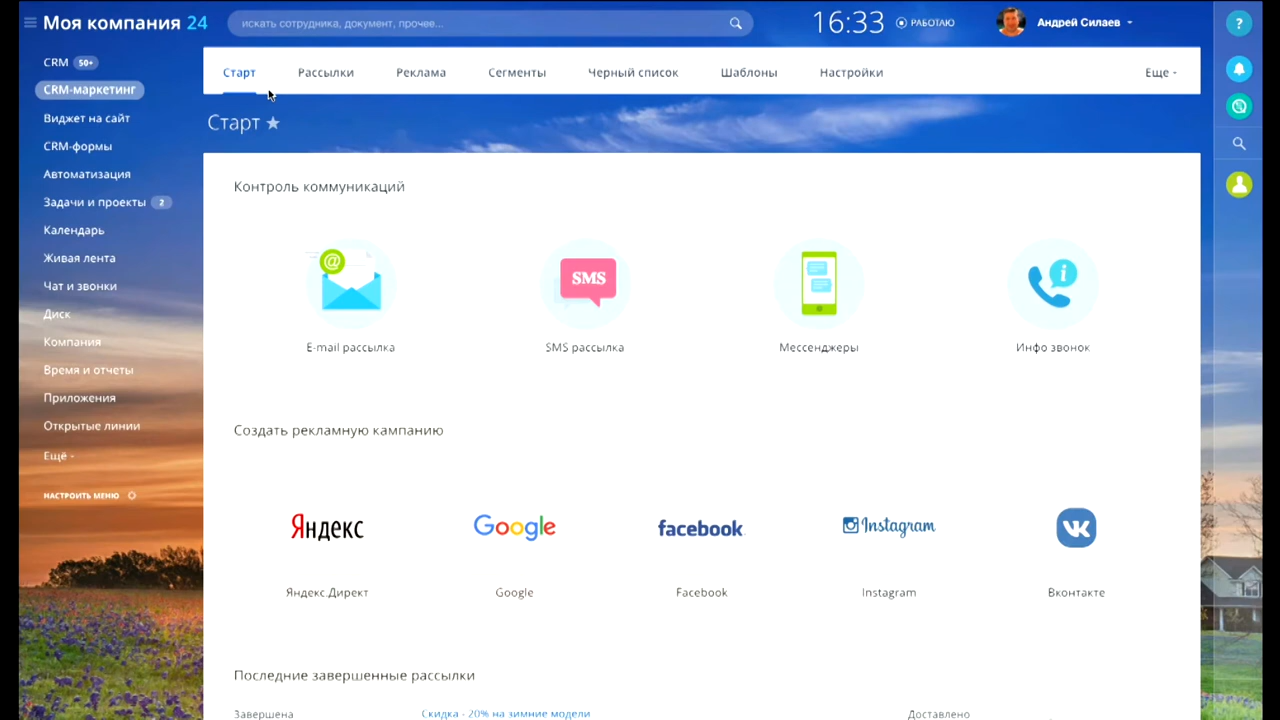 Моя компания 24
искать сотрудника, документ, прочее...
16:33
РАБОТАЮ
Андрей Силаев
?
CRM 50+
CRM-маркетинг
Виджет на сайт
CRM-формы
Автоматизация
Задачи и проекты 2
Календарь
Живая лента
Чат и звонки
Диск
Компания
Время и отчеты
Приложения
Открытые линии
Ещё -
НАСТРОИТЬ МЕНЮ
Старт Рассылки Реклама Сегменты Черный список Шаблоны Настройки Еще -
Старт
Контроль коммуникаций
@
SMS
i
E-mail рассылка SMS рассылка Мессенджеры Инфо звонок
Создать рекламную кампанию
Яндекс Google facebook Instagram
Яндекс.Директ Google Facebook Instagram Вконтакте
Последние завершенные рассылки
Завершена Скидка - 20% на зимние модели Доставлено